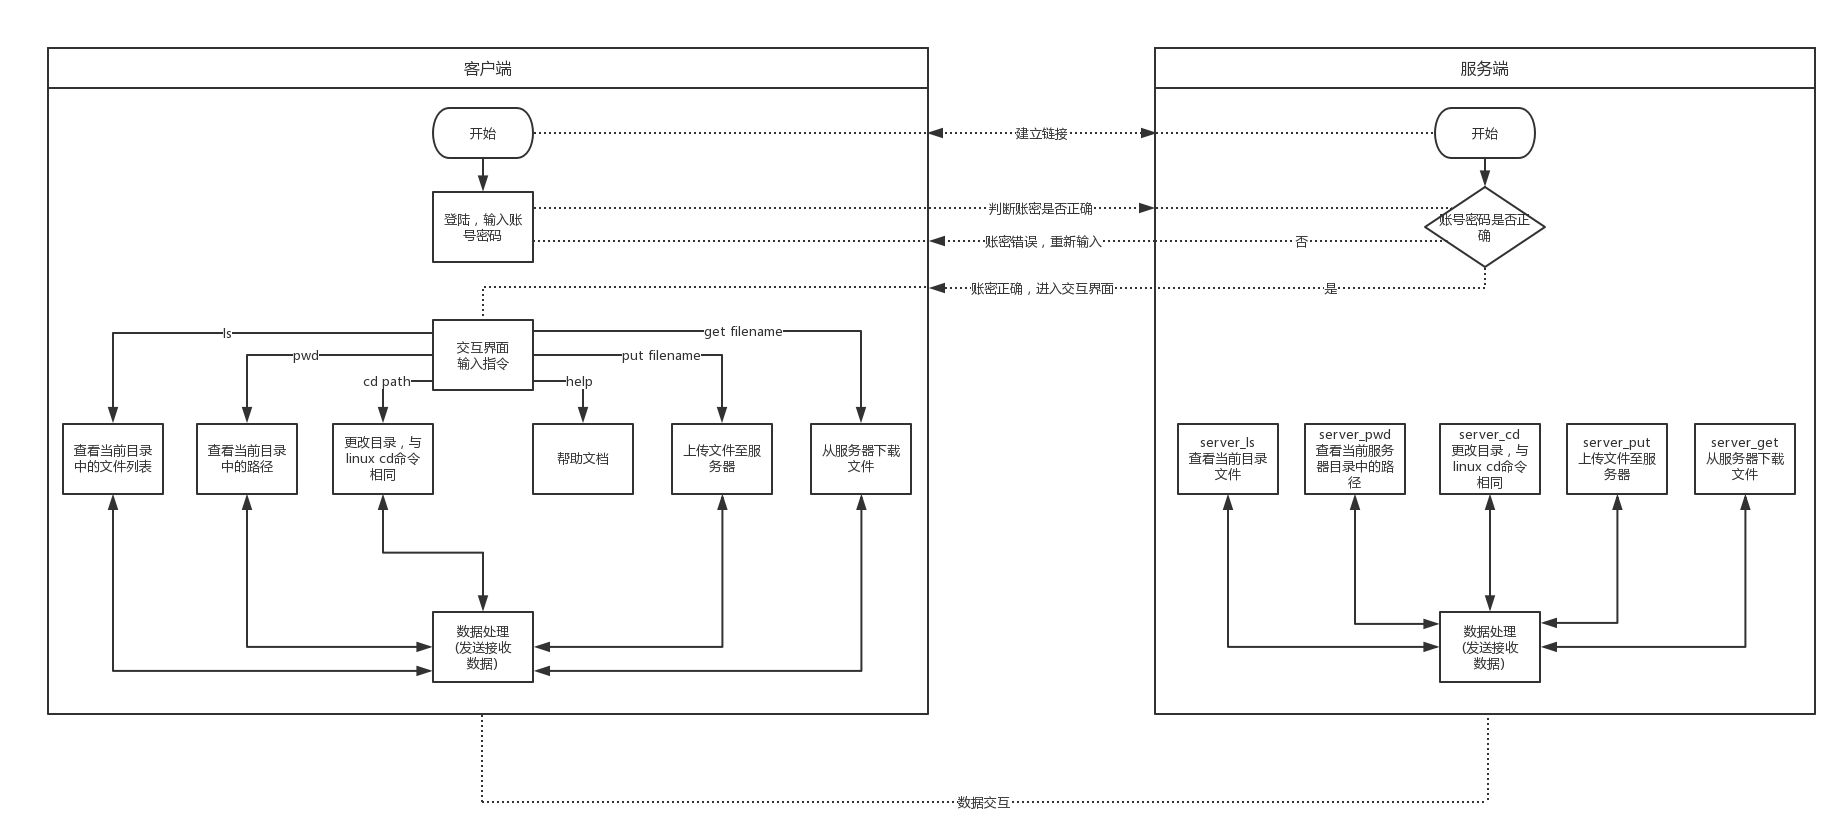 客户端
服务端
开始
建立链接
开始
登陆，输入账
号密码
判断账密是否正确
账号密码是否正
确
账密错误，重新输入
否
账密正确，进入交互界面
是
交互界面
输入指令
ls
pwd
cd path
get filename
put filename
help
查看当前目录
中的文件列表
查看当前目录
中的路径
更改目录，与
linux cd命令
相同
帮助文档
上传文件至服
务器
从服务器下载
文件
server_ls
查看当前目录
文件
server_pwd
查看当前服务
器目录中的路
径
server_cd
更改目录，与
linux cd命令
相同
server_put
上传文件至服
务器
server_get
从服务器下载
文件
数据处理
(发送接收
数据)
数据处理
(发送接收
数据)
数据交互